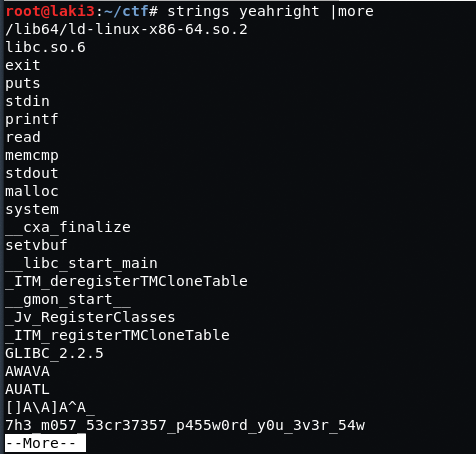 root@laki3:~/ctf# strings yeahright |more
/lib64/ld-linux-x86-64.so.2
libc.so.6
exit
puts
stdin
printf
read
memcmp
stdout
malloc
system
__cxa_finalize
setvbuf
__libc_start_main
_ITM_deregisterTMCloneTable
__gmon_start__
_Jv_RegisterClasses
_ITM_registerTMCloneTable
GLIBC_2.2.5
AWAVA
AUATL
[]A\A]A^A_
7h3_m057_53cr37357_p455w0rd_y0u_3v3r_54w
--More--